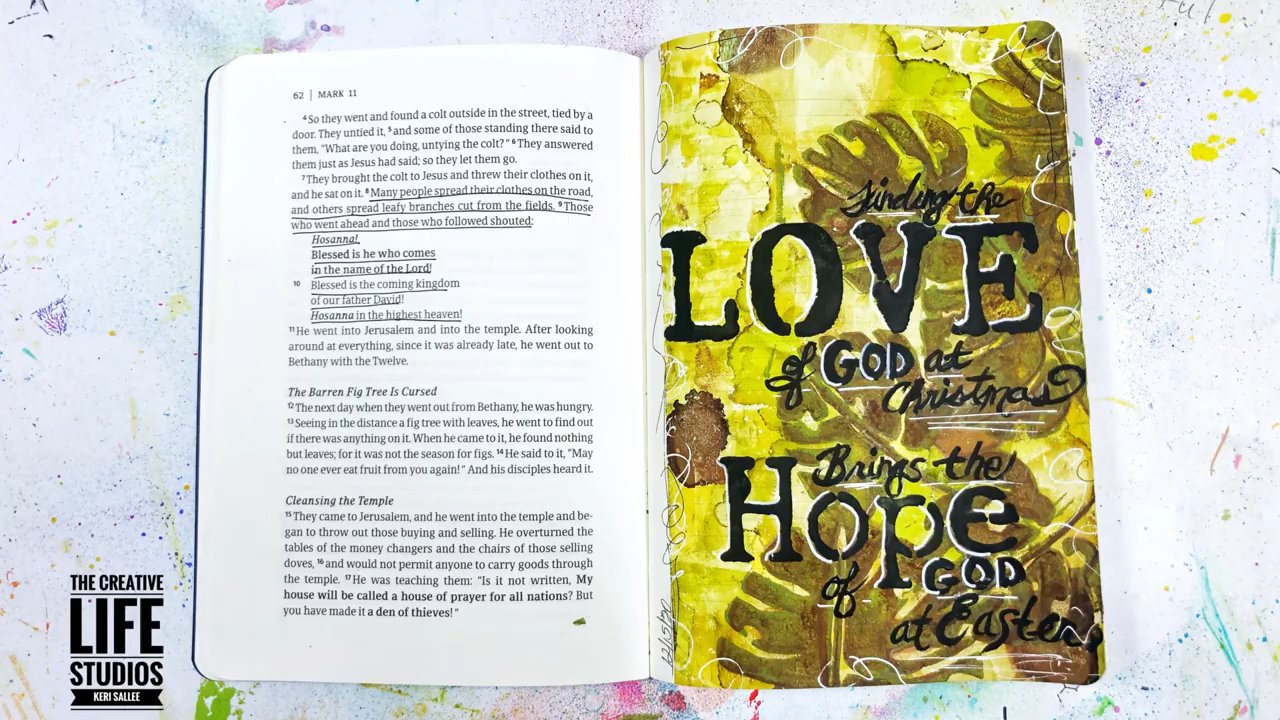 62 | MARK 11
⁴So they went and found a colt outside in the street, tied by a
door. They untied it, ⁵and some of those standing there said to
them, "What are you doing, untying the colt?" ⁶They answered
them just as Jesus had said; so they let them go.
⁷They brought the colt to Jesus and threw their clothes on it,
and he sat on it. ⁸Many people spread their clothes on the road,
and others spread leafy branches cut from the fields. ⁹Those
who went ahead and those who followed shouted:
Hosanna!
Blessed is he who comes
in the name of the Lord!
¹⁰ Blessed is the coming kingdom
of our father David!
Hosanna in the highest heaven!
¹¹He went into Jerusalem and into the temple. After looking
around at everything, since it was already late, he went out to
Bethany with the Twelve.
The Barren Fig Tree Is Cursed
¹²The next day when they went out from Bethany, he was hungry.
¹³Seeing in the distance a fig tree with leaves, he went to find out
if there was anything on it. When he came to it, he found nothing
but leaves; for it was not the season for figs. ¹⁴He said to it, "May
no one ever eat fruit from you again!" And his disciples heard it.
Cleansing the Temple
¹⁵They came to Jerusalem, and he went into the temple and be-
gan to throw out those buying and selling. He overturned the
tables of the money changers and the chairs of those selling
doves, ¹⁶and would not permit anyone to carry goods through
the temple. ¹⁷He was teaching them: "Is it not written, My
house will be called a house of prayer for all nations? But
you have made it a den of thieves!"
Finding the
LOVE
of GOD at
Christmas
Brings the
HOpe
of GOD
at Easter
THE CREATIVE
LIFE
STUDIOS
KERI SALLEE